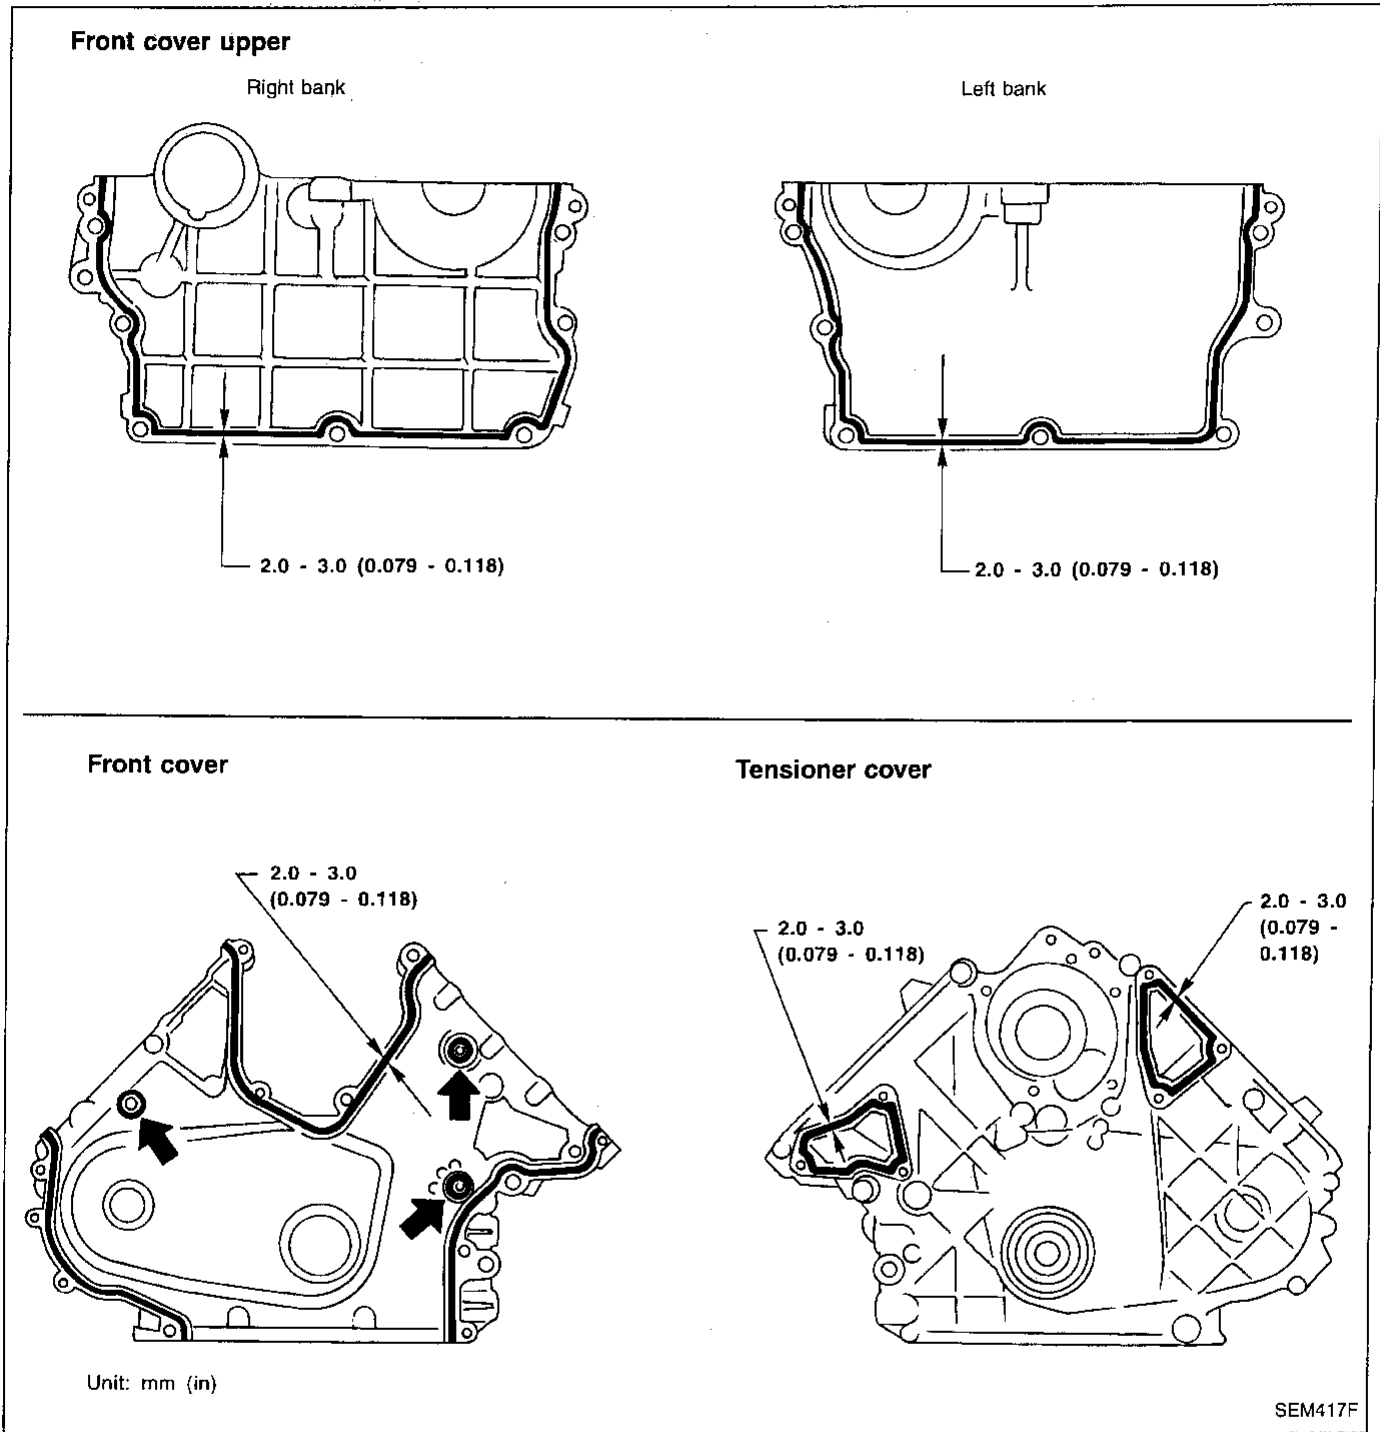 Front cover upper
Right bank
Left bank
2.0 - 3.0 (0.079 - 0.118)
2.0 - 3.0 (0.079 - 0.118)
Front cover
Tensioner cover
2.0 - 3.0
(0.079 - 0.118)
2.0 - 3.0
(0.079 - 0.118)
2.0 - 3.0
(0.079 -
0.118)
Unit: mm (in)
SEM417F